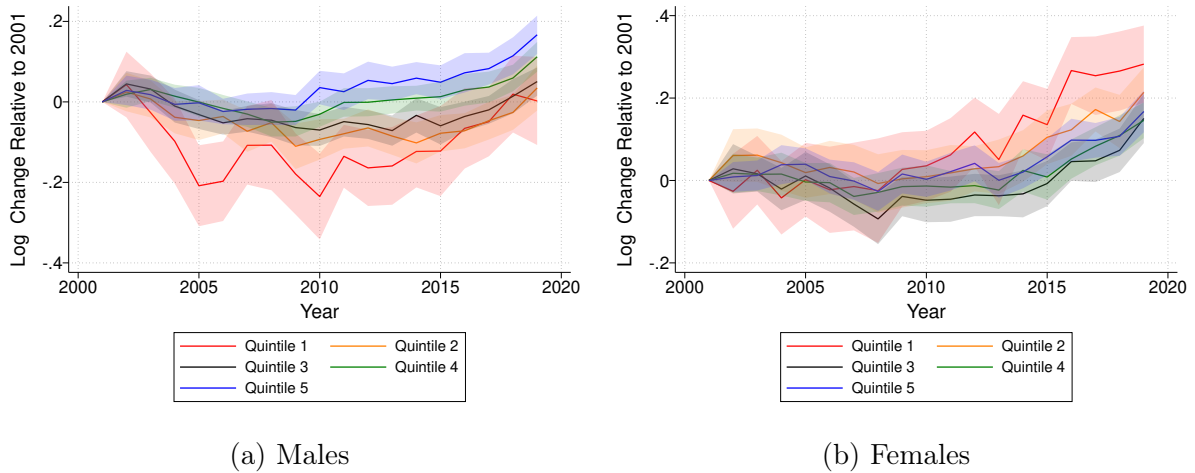 Log Change Relative to 2001
.2
0
-.2
-.4
2000 2005 2010 2015 2020
Year
Quintile 1 Quintile 2
Quintile 3 Quintile 4
Quintile 5
(a) Males
Log Change Relative to 2001
.4
.2
0
-.2
2000 2005 2010 2015 2020
Year
Quintile 1 Quintile 2
Quintile 3 Quintile 4
Quintile 5
(b) Females